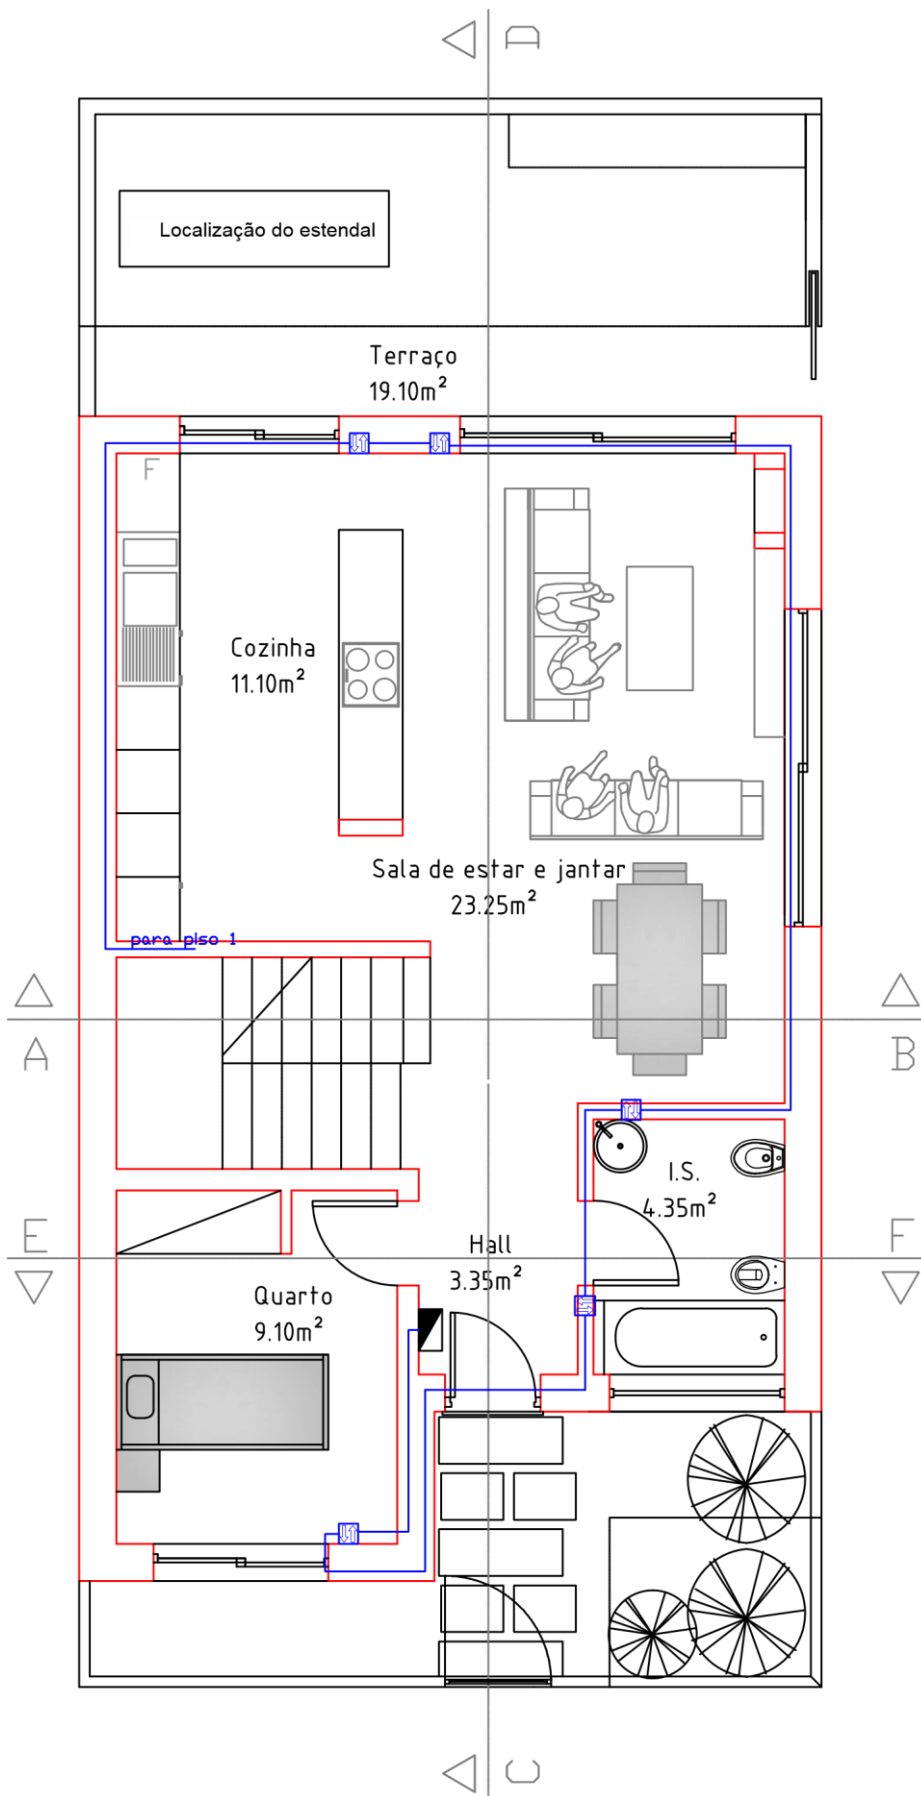 D
Localização do estendal
Terraço
19.10m²
F
Cozinha
11.10m²
Sala de estar e jantar
23.25m²
para piso 1
A
B
I.S.
4.35m²
E
F
Hall
3.35m²
Quarto
9.10m²
C